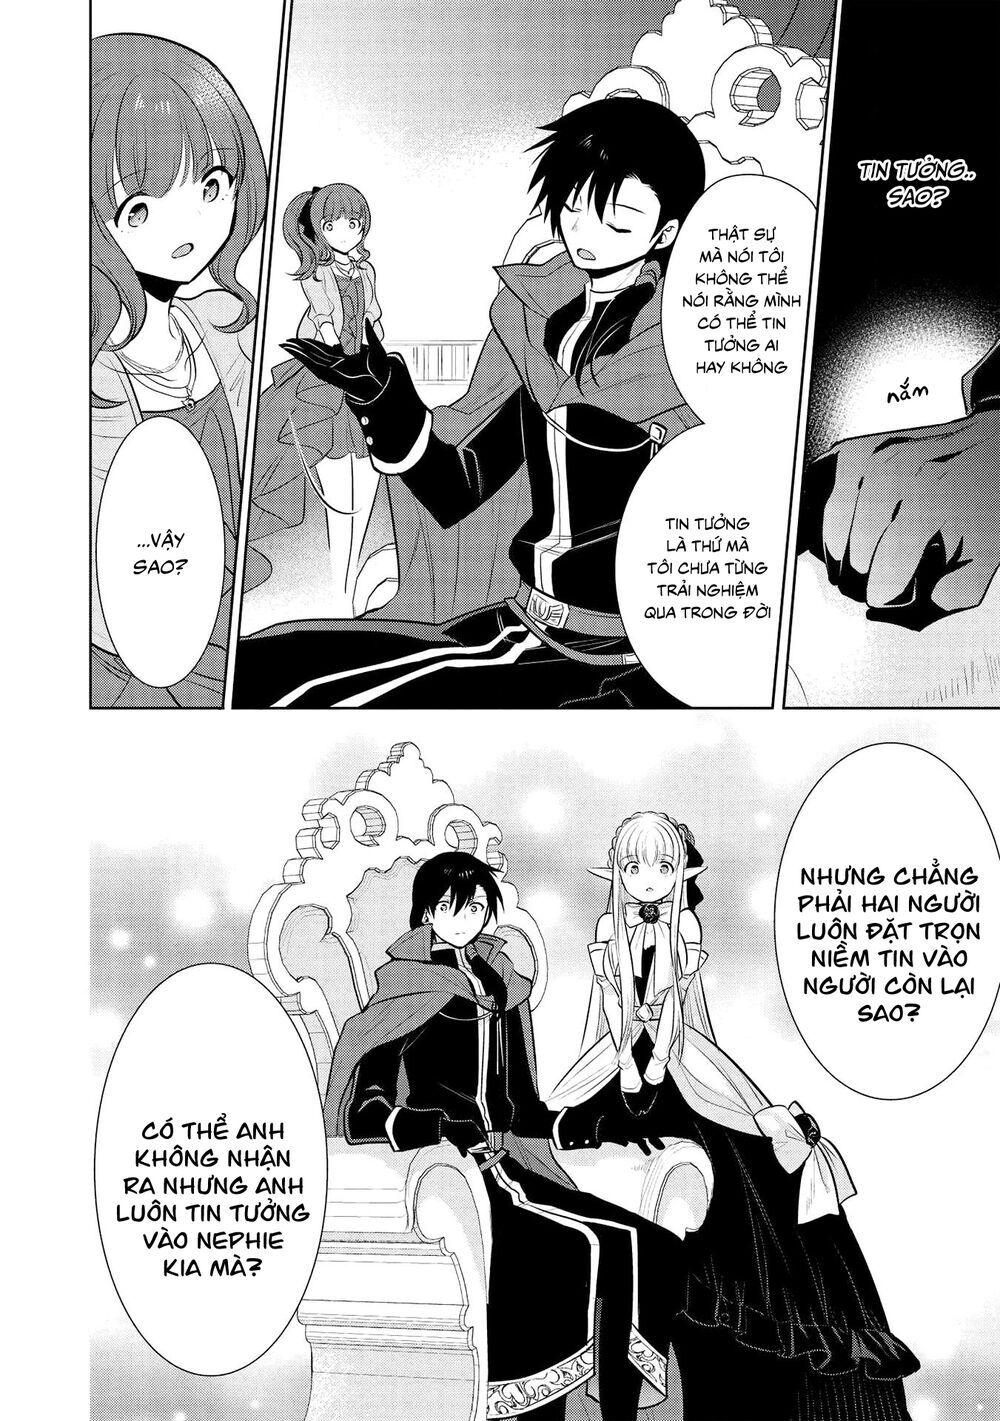 TIN TƯỞNG..
SAO?
nắm
THẬT SỰ
MÀ NÓI TÔI
KHÔNG THỂ
NÓI RẰNG MÌNH
CÓ THỂ TIN
TƯỞNG AI
HAY KHÔNG
TIN TƯỞNG
LÀ THỨ MÀ
TÔI CHƯA TỪNG
TRẢI NGHIỆM
QUA TRONG ĐỜI
...VẬY
SAO?
NHƯNG CHẲNG
PHẢI HAI NGƯỜI
LUÔN ĐẶT TRỌN
NIỀM TIN VÀO
NGƯỜI CÒN LẠI
SAO?
CÓ THỂ ANH
KHÔNG NHẬN
RA NHƯNG ANH
LUÔN TIN TƯỞNG
VÀO NEPHIE
KIA MÀ?